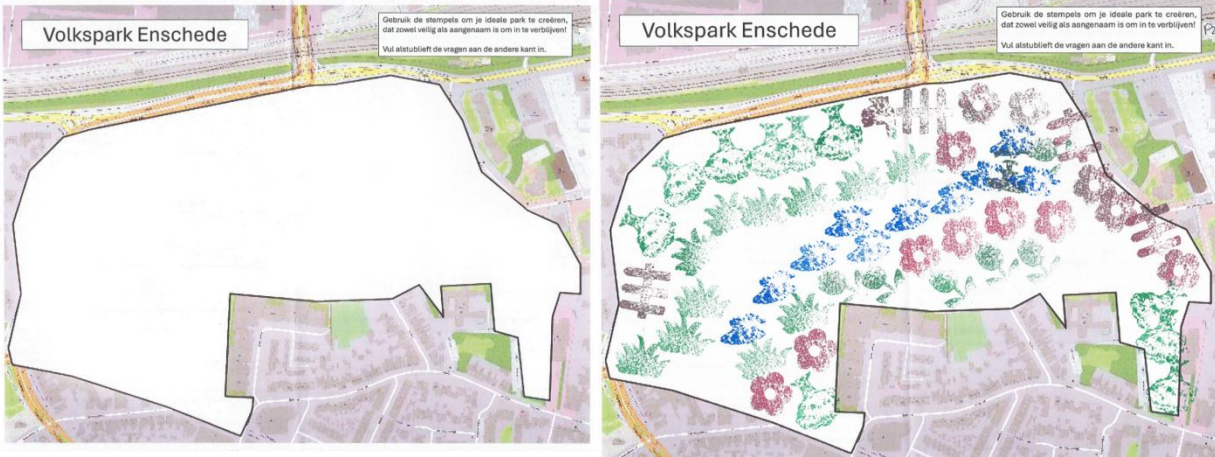 Volkspark Enschede
Gebruik de stempels om je ideale park te creëren,
dat zowel veilig als aangenaam is om in te verblijven!
Vul alstublieft de vragen aan de andere kant in.
Volkspark Enschede
Gebruik de stempels om je ideale park te creëren,
dat zowel veilig als aangenaam is om in te verblijven!
Vul alstublieft de vragen aan de andere kant in.